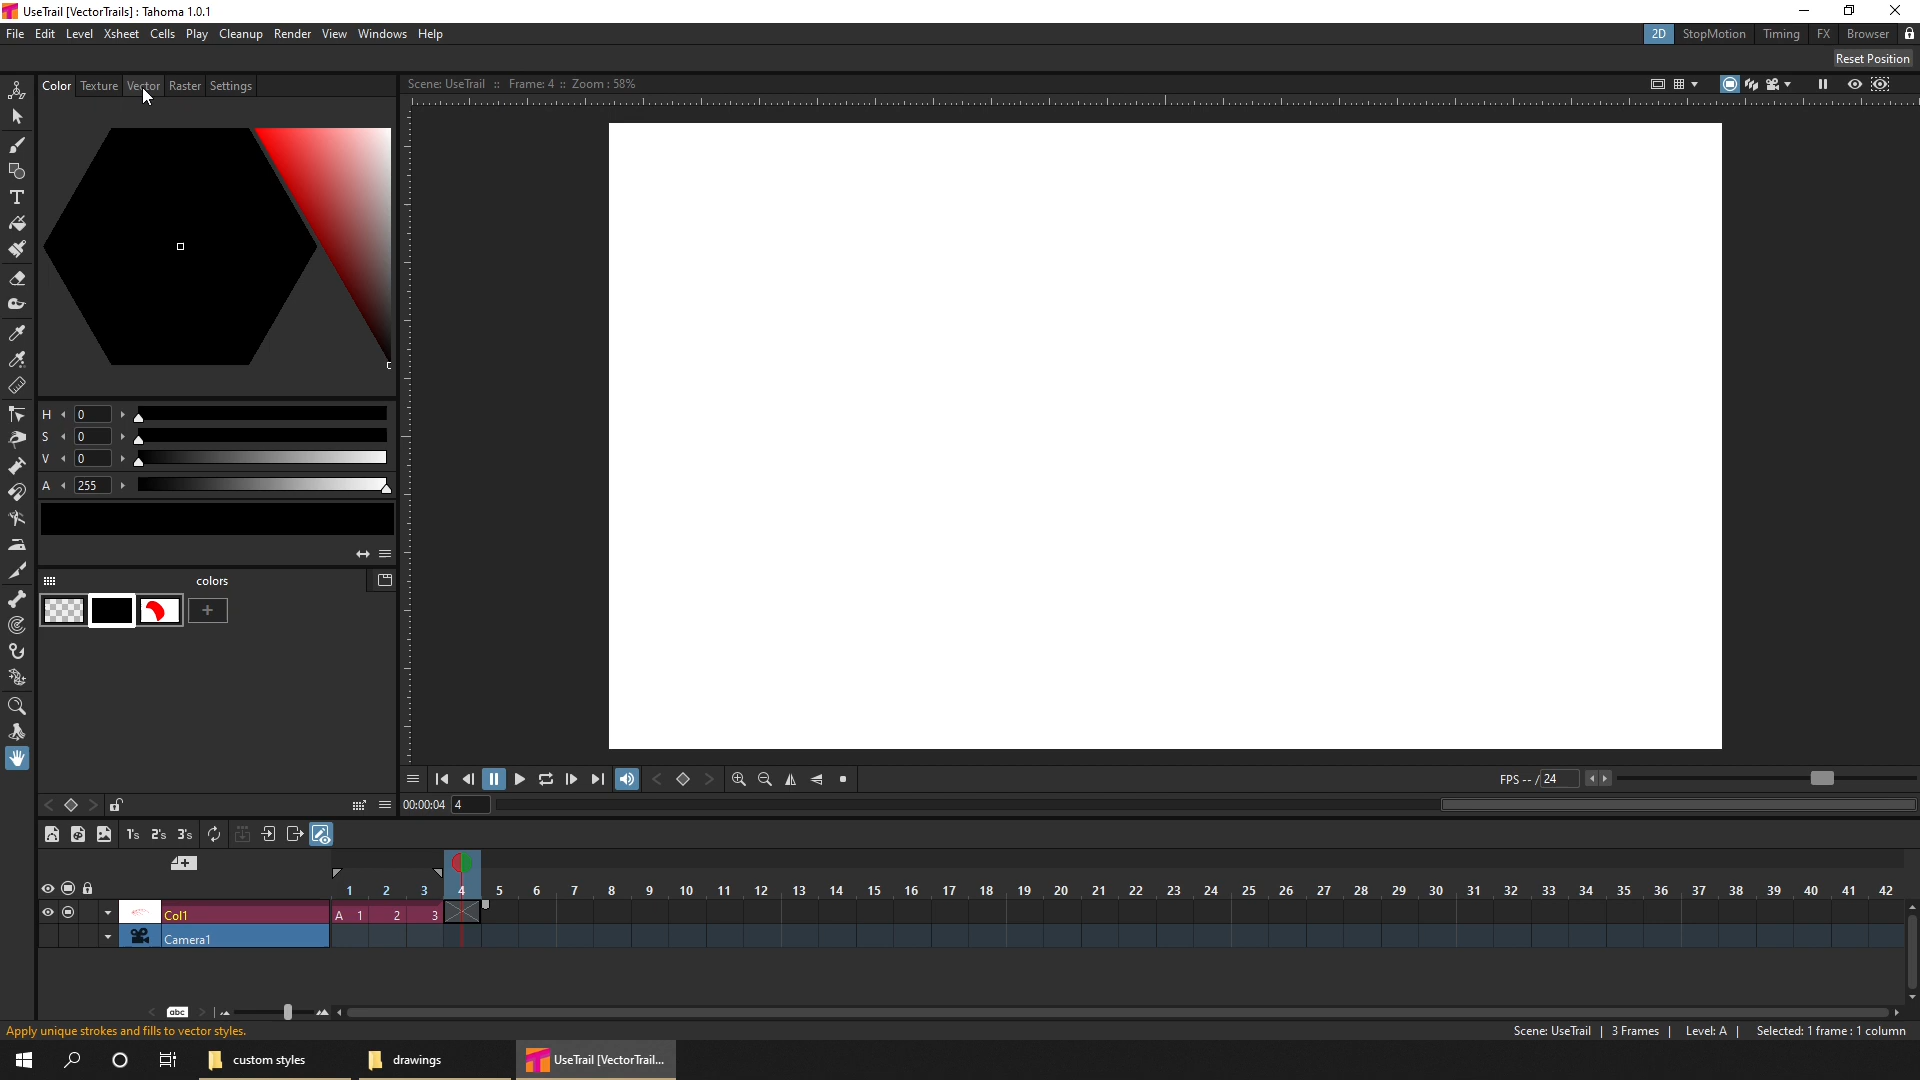 UseTrail [VectorTrails] : Tahoma 1.0.1
File Edit Level Xsheet Cells Play Cleanup Render View Windows Help
2D StopMotion Timing FX Browser
Reset Position
Color Texture Vector Raster Settings
Scene: UseTrail :: Frame: 4 :: Zoom : 58%
H 0
S 0
V 0
A 255
colors
+
FPS -- / 24
00:00:04 4
1's 2's 3's
1 2 3 4 5 6 7 8 9 10 11 12 13 14 15 16 17 18 19 20 21 22 23 24 25 26 27 28 29 30 31 32 33 34 35 36 37 38 39 40 41 42
Col1 A 1 2 3
Camera1
abc
Apply unique strokes and fills to vector styles.
Scene: UseTrail | 3 Frames | Level: A | Selected: 1 frame : 1 column
custom styles drawings UseTrail [VectorTrail...